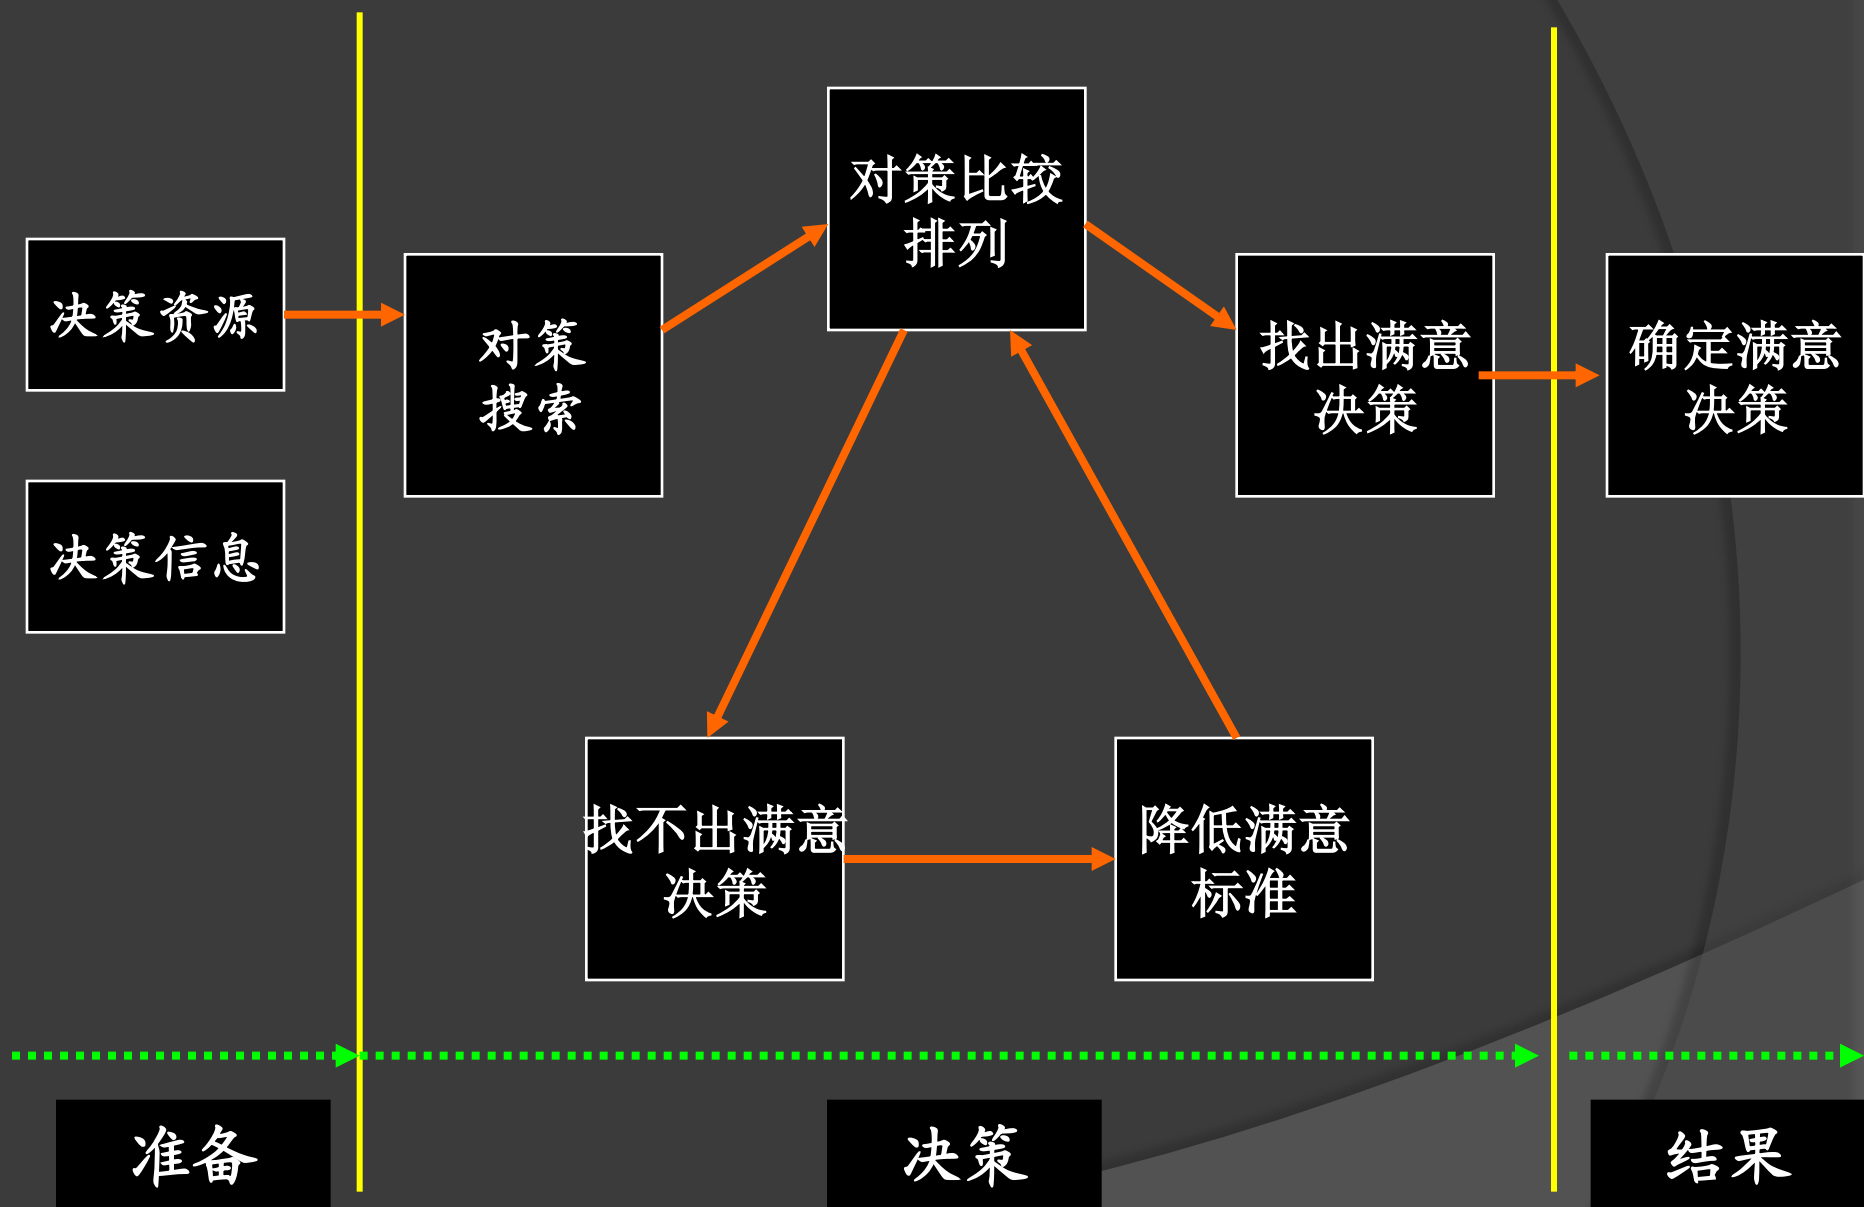 决策资源
决策信息
对策
搜索
对策比较
排列
找不出满意
决策
降低满意
标准
找出满意
决策
确定满意
决策
准备
决策
结果